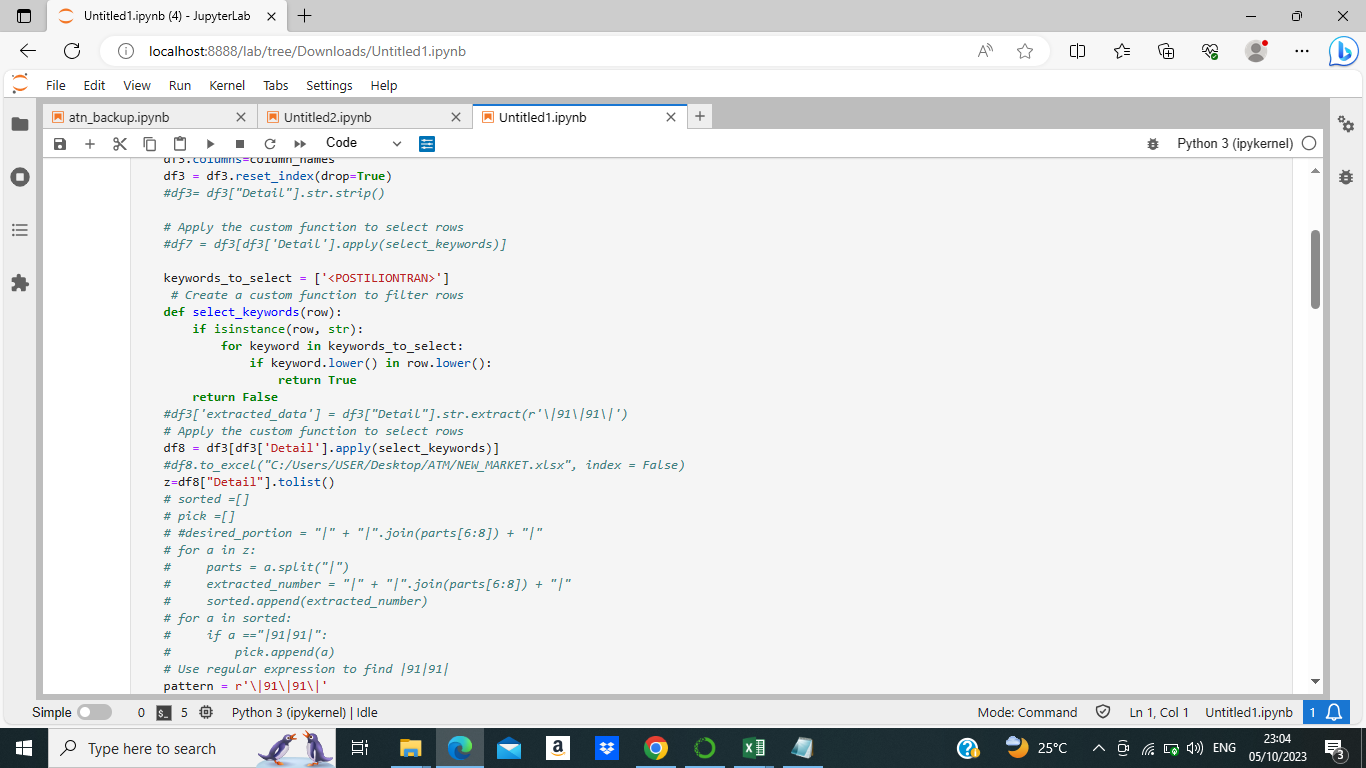 Untitled1.ipynb (4) - JupyterLab
localhost:8888/lab/tree/Downloads/Untitled1.ipynb
File Edit View Run Kernel Tabs Settings Help
atn_backup.ipynb Untitled2.ipynb Untitled1.ipynb
Code Python 3 (ipykernel)
df3.columns=column_names
df3 = df3.reset_index(drop=True)
#df3= df3["Detail"].str.strip()
# Apply the custom function to select rows
#df7 = df3[df3['Detail'].apply(select_keywords)]
keywords_to_select = ['<POSTILIONTRAN>']
# Create a custom function to filter rows
def select_keywords(row):
    if isinstance(row, str):
        for keyword in keywords_to_select:
            if keyword.lower() in row.lower():
                return True
    return False
#df3['extracted_data'] = df3["Detail"].str.extract(r'\|91\|91\|')
# Apply the custom function to select rows
df8 = df3[df3['Detail'].apply(select_keywords)]
#df8.to_excel("C:/Users/USER/Desktop/ATM/NEW_MARKET.xlsx", index = False)
z=df8["Detail"].tolist()
# sorted =[]
# pick =[]
# #desired_portion = "|" + "|".join(parts[6:8]) + "|"
# for a in z:
#     parts = a.split("|")
#     extracted_number = "|" + "|".join(parts[6:8]) + "|"
#     sorted.append(extracted_number)
# for a in sorted:
#     if a =="|91|91|":
#         pick.append(a)
# Use regular expression to find |91|91|
pattern = r'\|91\|91\|'
Simple 0 5 Python 3 (ipykernel) | Idle Mode: Command Ln 1, Col 1 Untitled1.ipynb 1
Type here to search 25°C ENG 23:04
05/10/2023 3